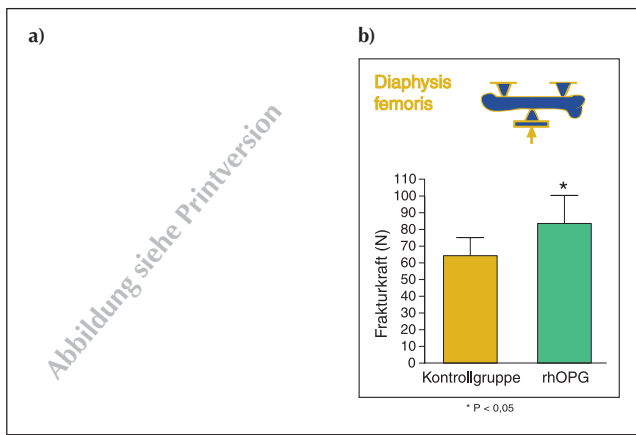 a)
Abbildung siehe Printversion
b)
Diaphysis
femoris
110
100
90
80
70
60
50
40
30
20
10
0
Frakturkraft (N)
*
Kontrollgruppe rhOPG
* P < 0,05